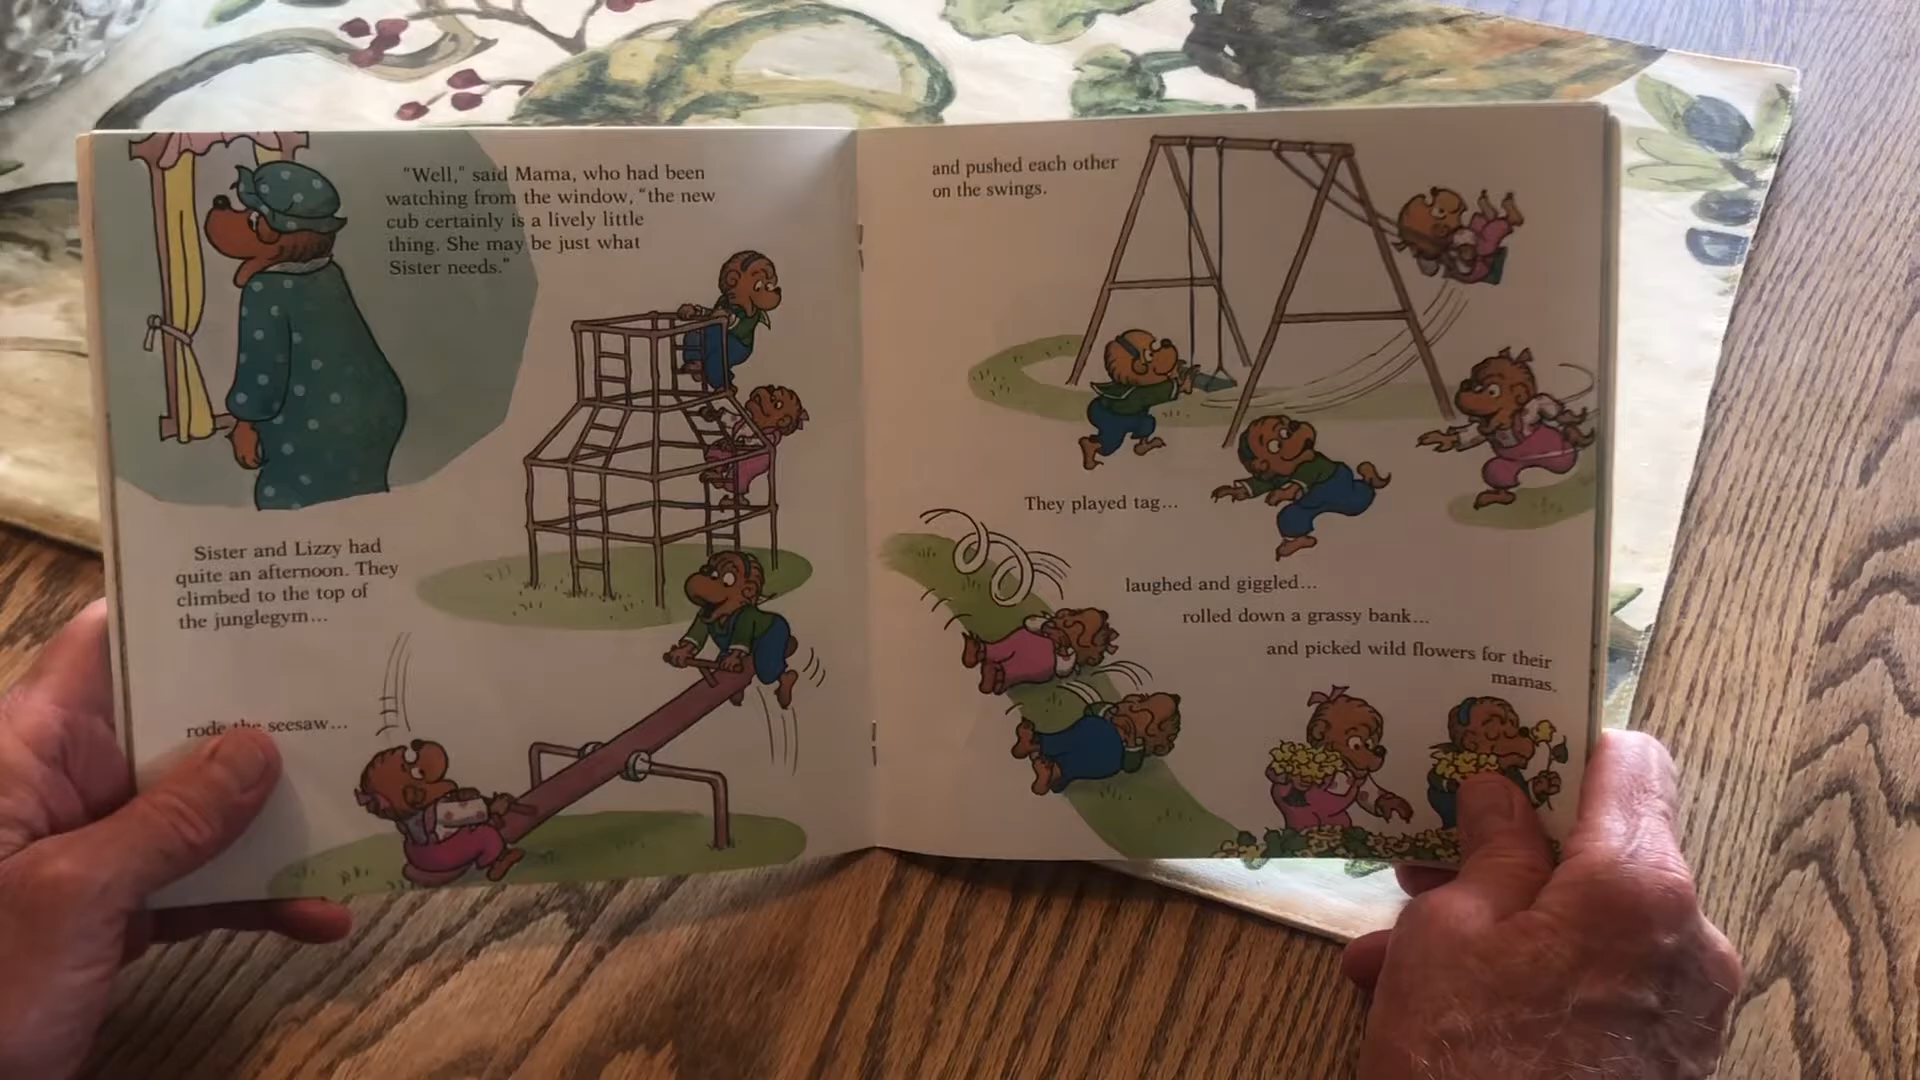 "Well," said Mama, who had been
watching from the window, "the new
cub certainly is a lively little
thing. She may be just what
Sister needs."
Sister and Lizzy had
quite an afternoon. They
climbed to the top of
the junglegym...
rode the seesaw...
and pushed each other
on the swings.
They played tag...
laughed and giggled...
rolled down a grassy bank...
and picked wild flowers for their
mamas.